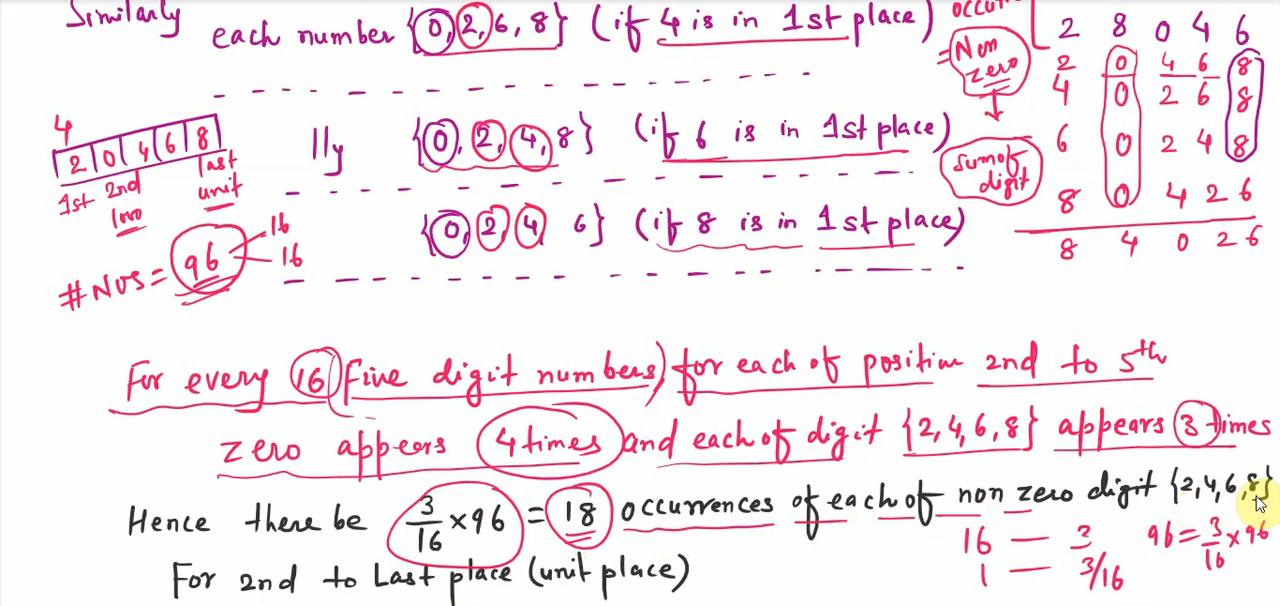 Similarly each number {0, 2, 6, 8} (if 4 is in 1st place)
lly {0, 2, 4, 8} (if 6 is in 1st place)
{0, 2, 4, 6} (if 8 is in 1st place)
4
2 0 4 6 8
1st 2nd last
unit
#Nos = 96
16
16
= Non
zero
Sum of
digit
2 8 0 4 6
2 0 4 6 8
4 0 2 6 8
6 0 2 4 8
8 0 4 2 6
8 4 0 2 6
For every 16 (five digit numbers) for each of position 2nd to 5th
zero appears 4 times and each of digit {2,4,6,8} appears 3 times
Hence there be 3/16 × 96 = 18 occurrences of each of non zero digit {2,4,6,8}
For 2nd to Last place (unit place)
16 — 3
1 — 3/16
96 = 3/16 × 96